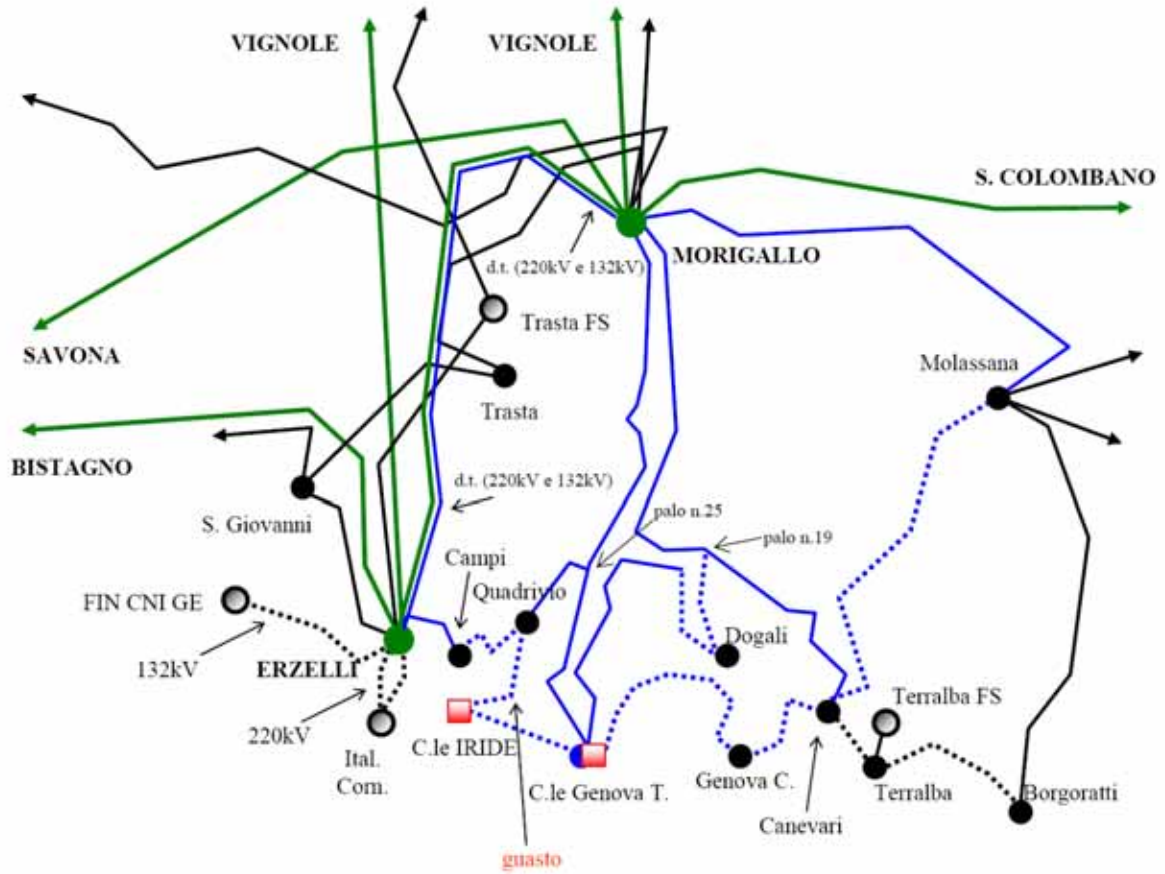 VIGNOLE
VIGNOLE
S. COLOMBANO
MORIGALLO
d.t. (220kV e 132kV)
Trasta FS
SAVONA
Molassana
Trasta
BISTAGNO
d.t. (220kV e 132kV)
palo n.25
S. Giovanni
palo n.19
Campi
Quadrivio
FIN CNI GE
Dogali
132kV
ERZELLI
Terralba FS
220kV
C.le IRIDE
Ital.
Corn.
C.le Genova T.
Genova C.
Terralba
Borgoratti
Canevari
guasto